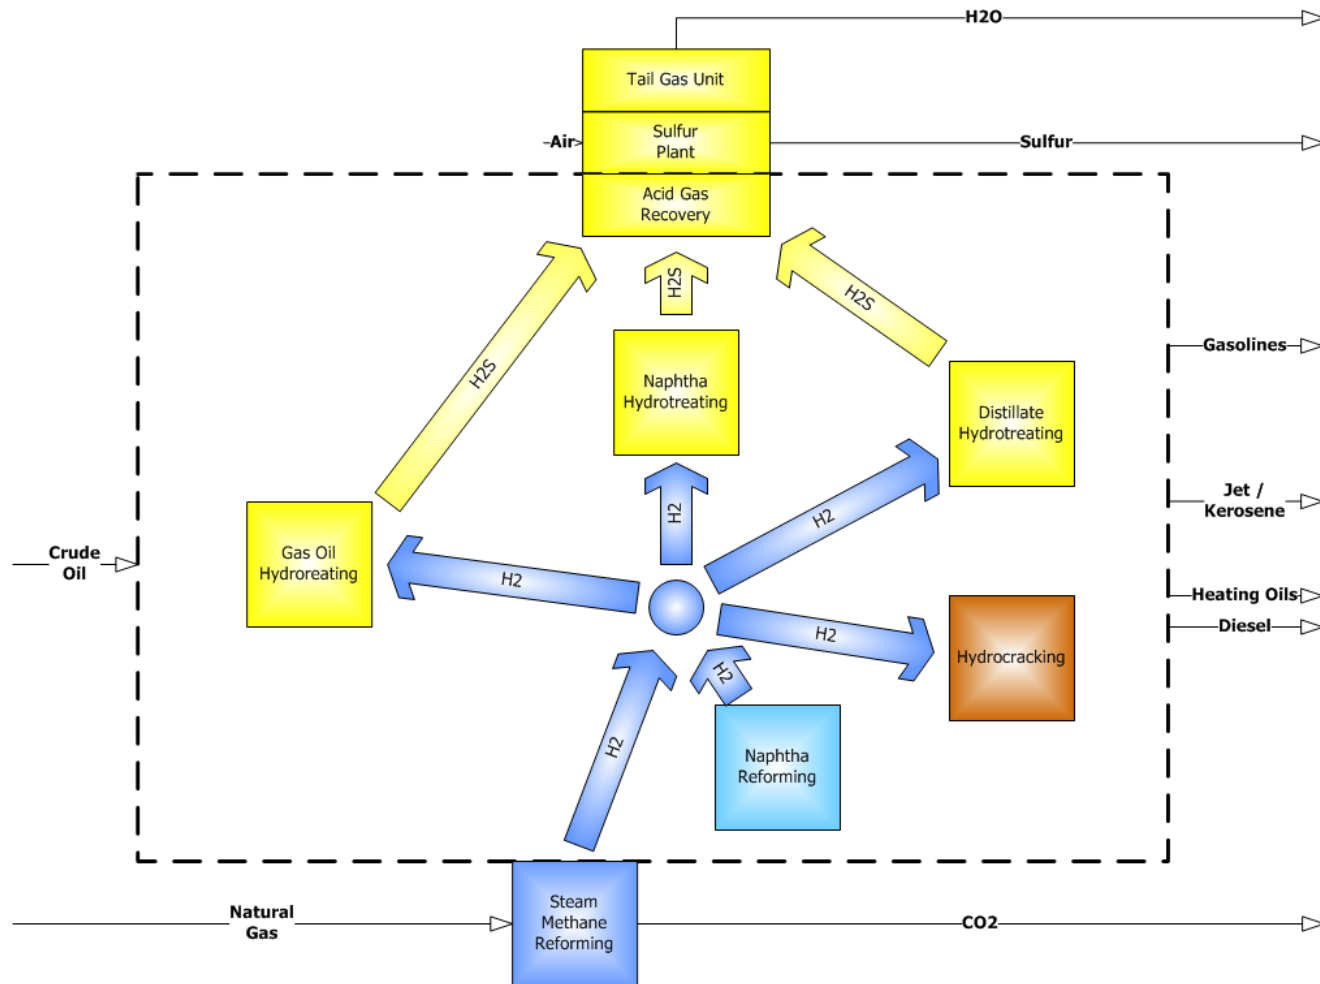 H2O
Tail Gas Unit
Air
Sulfur
Plant
Sulfur
Acid Gas
Recovery
H2S
H2S
H2S
Gasolines
Naphtha
Hydrotreating
Distillate
Hydrotreating
H2
H2
Jet /
Kerosene
Crude
Oil
Gas Oil
Hydroreating
H2
Heating Oils
Diesel
H2
Hydrocracking
H2
H2
Naphtha
Reforming
Natural
Gas
Steam
Methane
Reforming
CO2